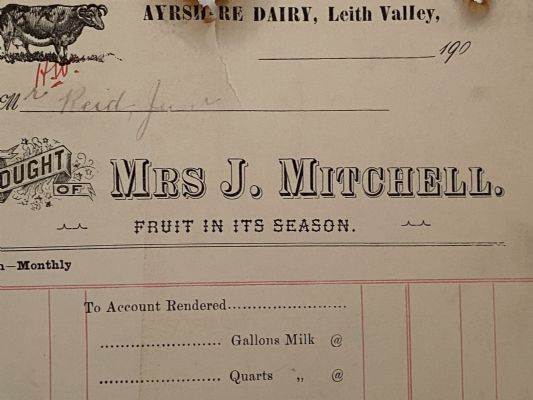 AYRSHIRE DAIRY, Leith Valley,
190
Mr Reid, Junr
OUGHT OF MRS J. MITCHELL.
FRUIT IN ITS SEASON.
—Monthly
To Account Rendered
Gallons Milk @
Quarts „ @